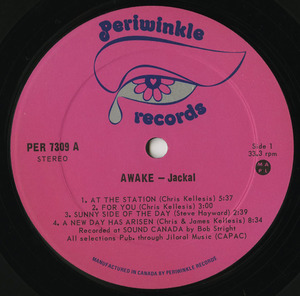 Periwinkle
records
PER 7309 A
STEREO
Side 1
33.3 rpm
AWAKE – Jackal
1. AT THE STATION (Chris Kellesis) 5:37
2. FOR YOU (Chris Kellesis) 3:00
3. SUNNY SIDE OF THE DAY (Steve Hayward) 2:39
4. A NEW DAY HAS ARISEN (Chris & James Kellesis) 8:34
Recorded at SOUND CANADA by Bob Stright
All selections Pub. through Jiloral Music (CAPAC)
MANUFACTURED IN CANADA BY PERIWINKLE RECORDS